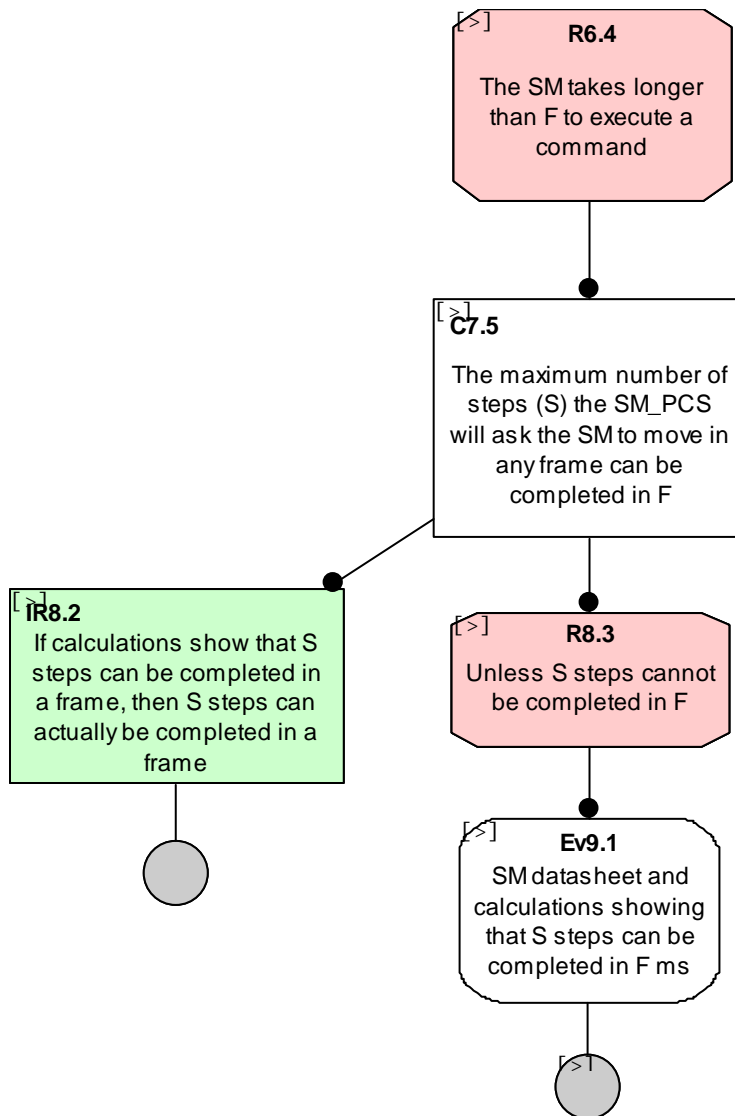 [ >]
R6.4
The SM takes longer
than F to execute a
command
[ >]
C7.5
The maximum number of
steps (S) the SM_PCS
will ask the SM to move in
any frame can be
completed in F
[ >]
IR8.2
If calculations show that S
steps can be completed in
a frame, then S steps can
actually be completed in a
frame
[ >]
R8.3
Unless S steps cannot
be completed in F
[ >]
Ev9.1
SM datasheet and
calculations showing
that S steps can be
completed in F ms
[ >]